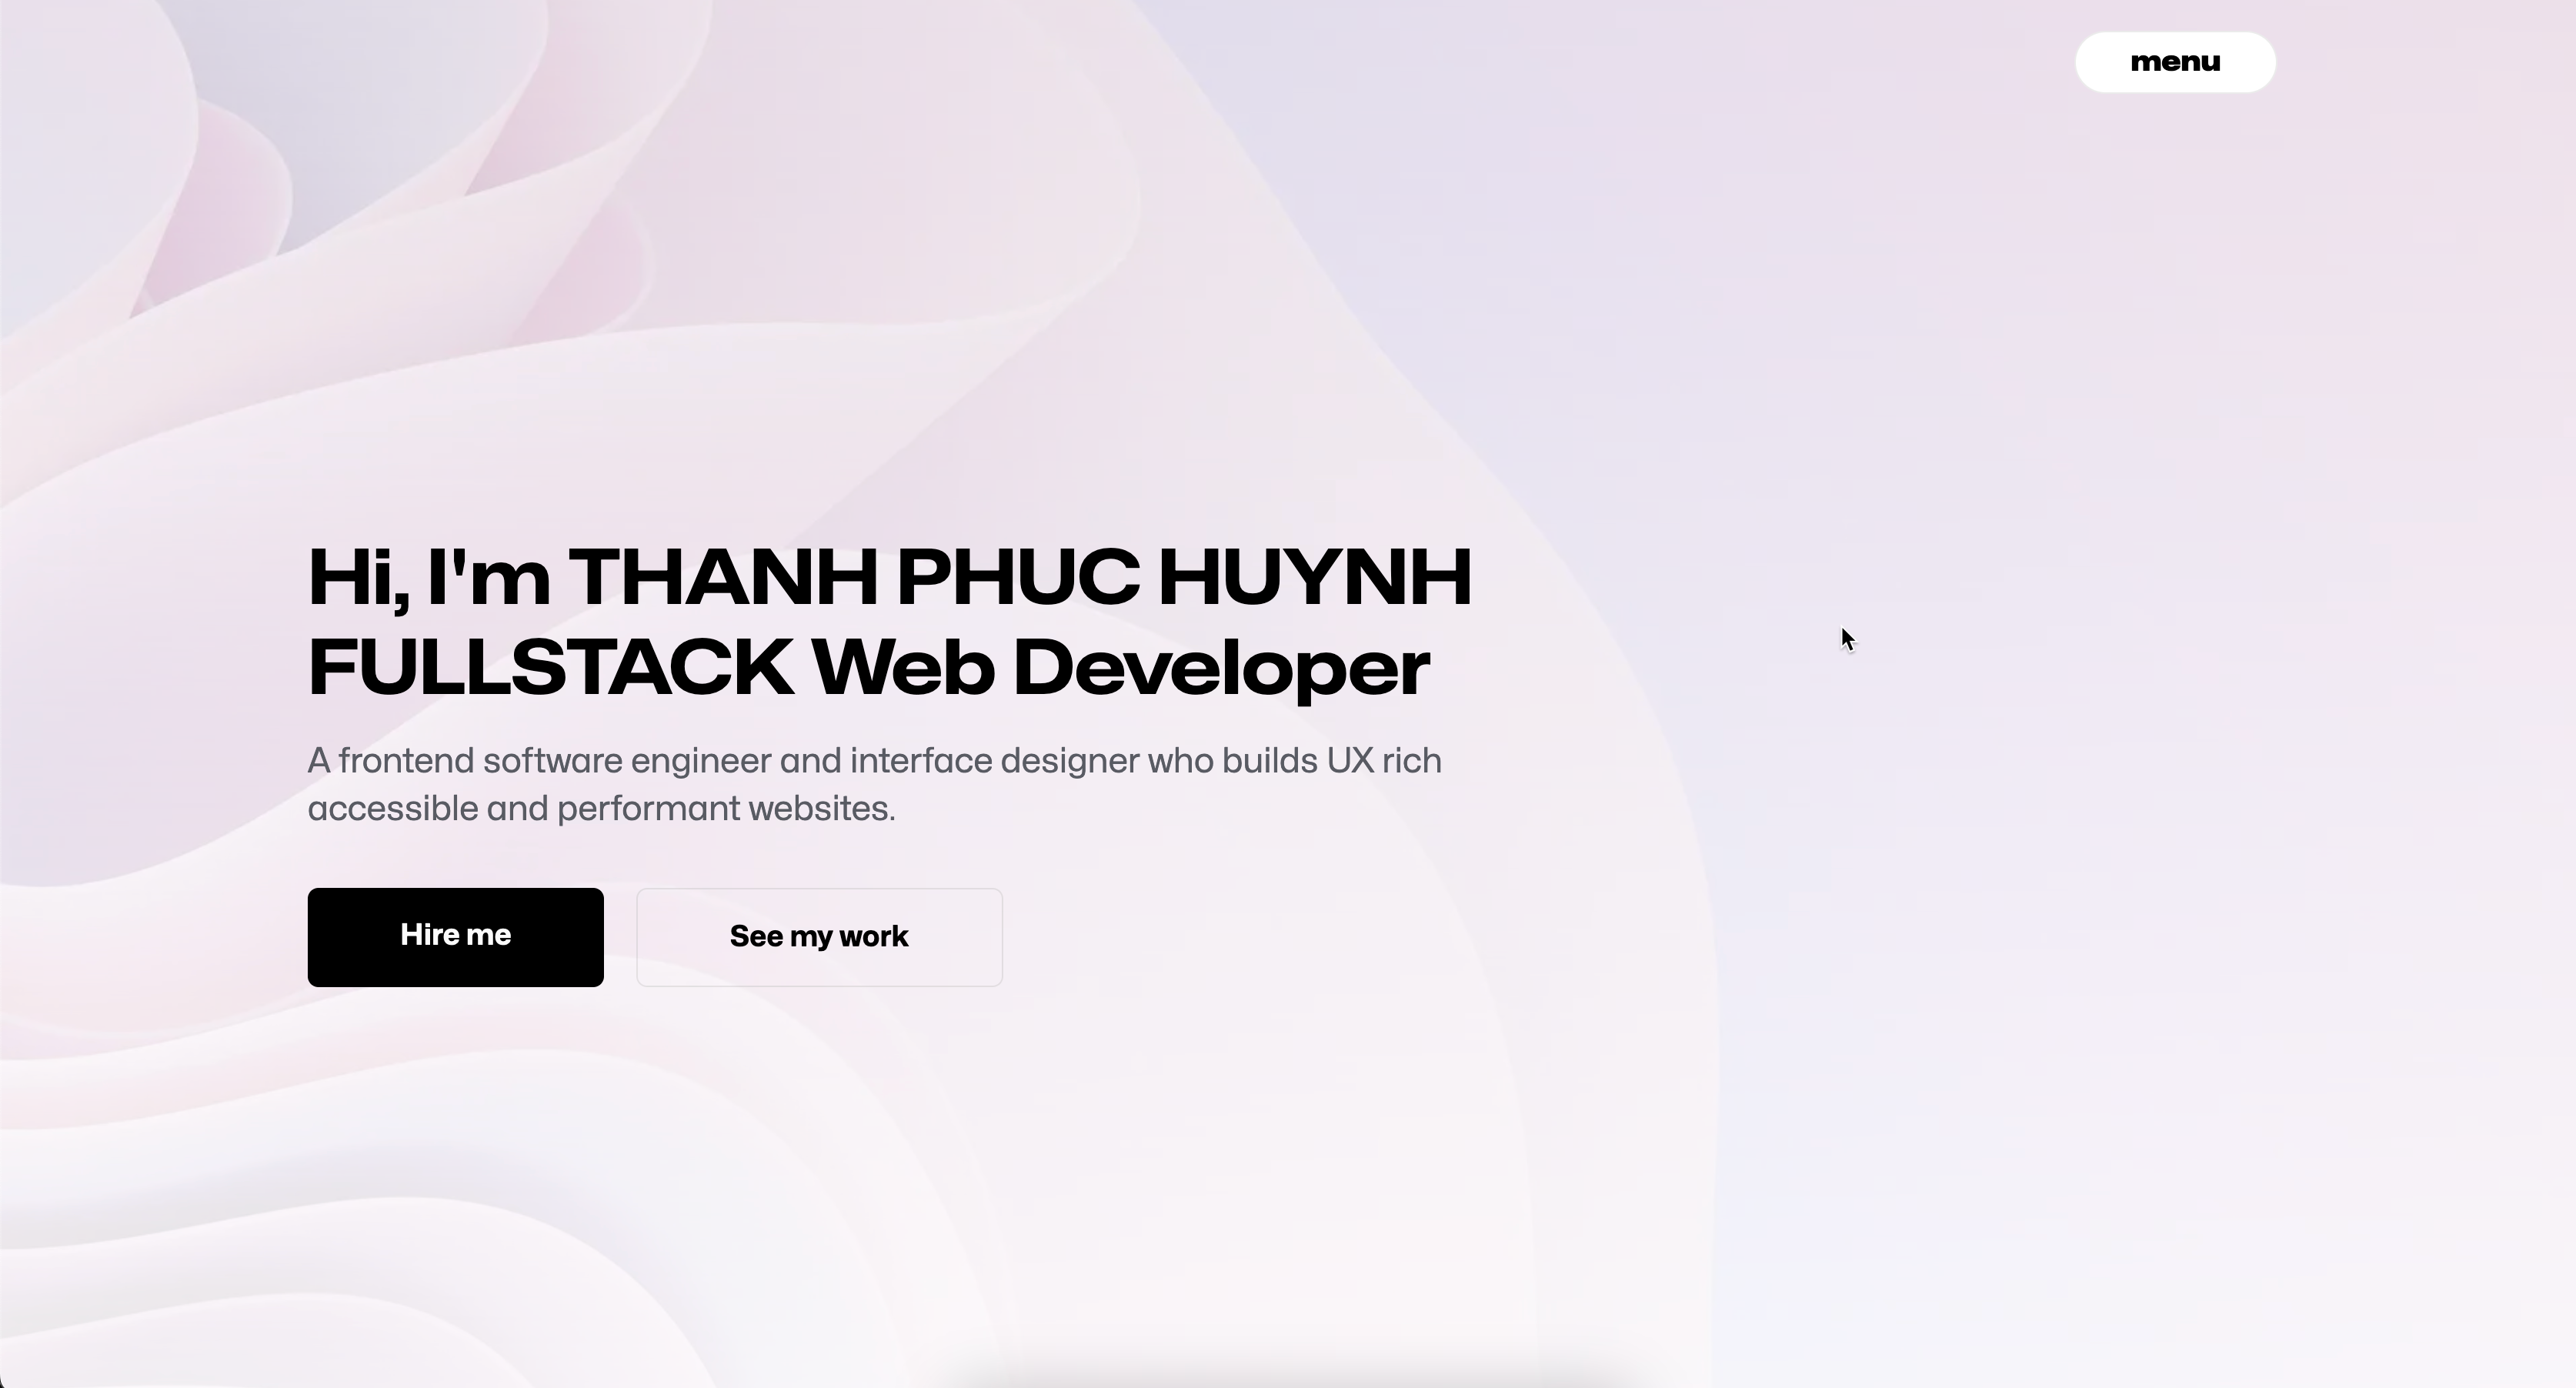 menu
Hi, I'm THANH PHUC HUYNH
FULLSTACK Web Developer
A frontend software engineer and interface designer who builds UX rich
accessible and performant websites.
Hire me
See my work